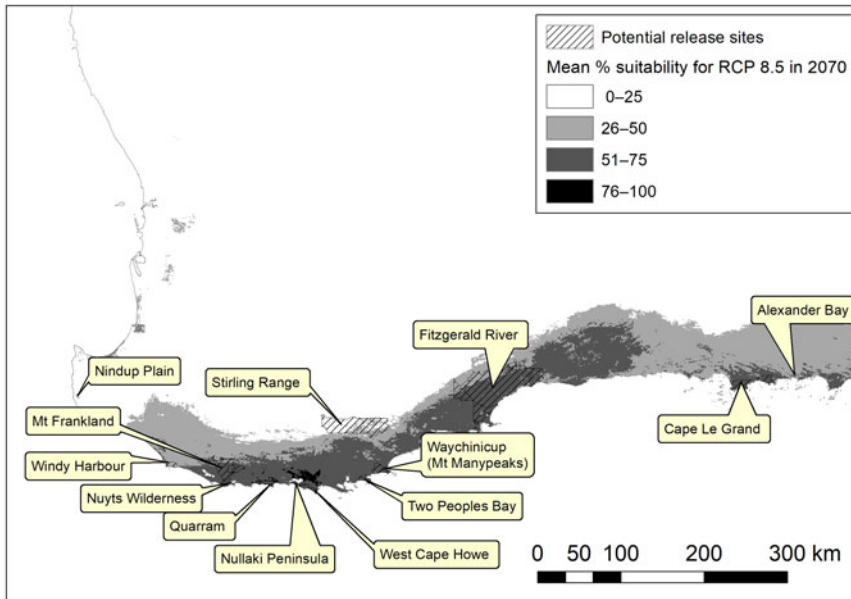 Potential release sites
Mean % suitability for RCP 8.5 in 2070
0–25
26–50
51–75
76–100
Alexander Bay
Fitzgerald River
Nindup Plain
Stirling Range
Mt Frankland
Cape Le Grand
Waychinicup
(Mt Manypeaks)
Windy Harbour
Nuyts Wilderness
Two Peoples Bay
Quarram
Nullaki Peninsula
West Cape Howe
0 50 100 200 300 km